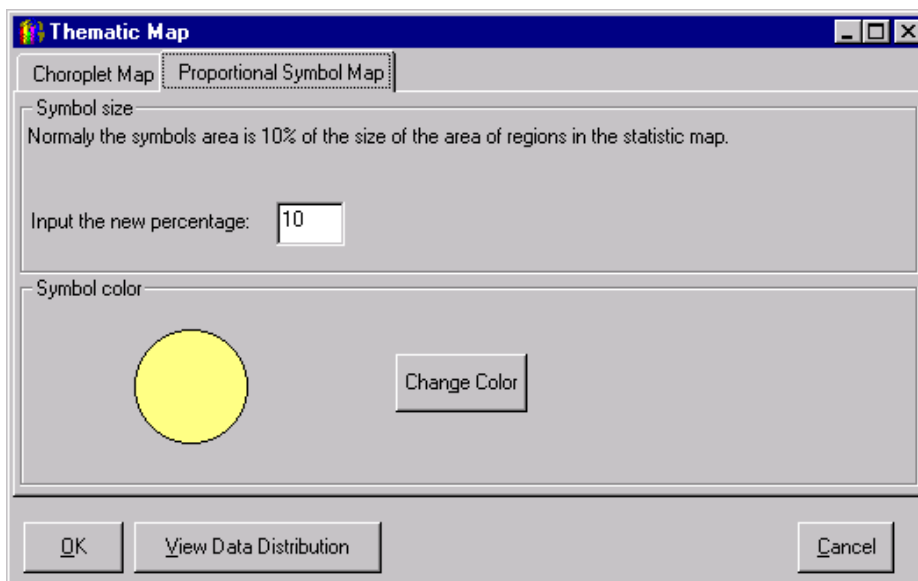 Thematic Map
Choroplet Map
Proportional Symbol Map
Symbol size
Normaly the symbols area is 10% of the size of the area of regions in the statistic map.
Input the new percentage:
10
Symbol color
Change Color
OK
View Data Distribution
Cancel